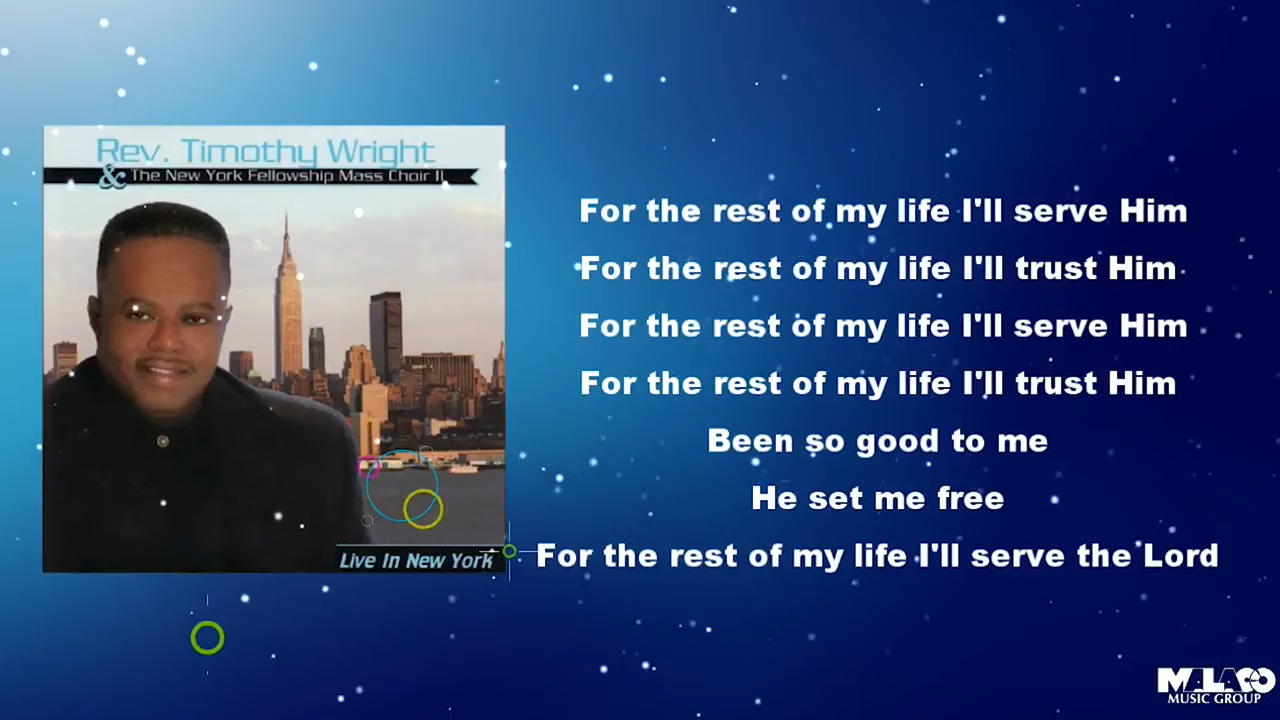 Rev. Timothy Wright
& The New York Fellowship Mass Choir II
Live In New York
For the rest of my life I'll serve Him
For the rest of my life I'll trust Him
For the rest of my life I'll serve Him
For the rest of my life I'll trust Him
Been so good to me
He set me free
For the rest of my life I'll serve the Lord
MALACO
MUSIC GROUP